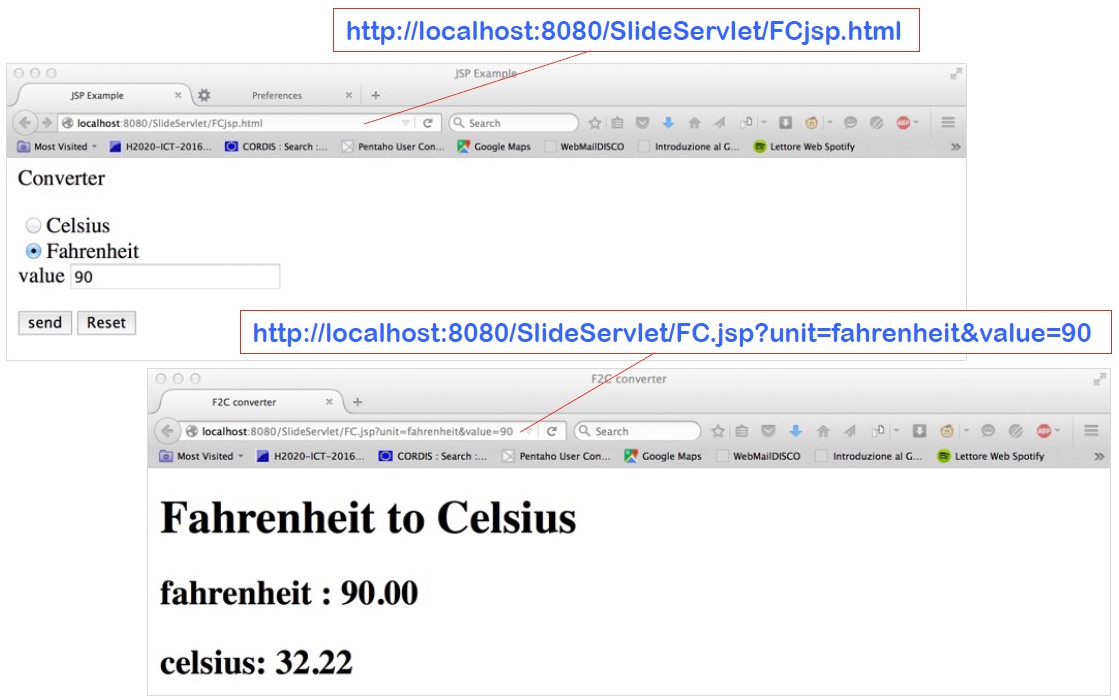 http://localhost:8080/SlideServlet/FCjsp.html
JSP Example
JSP Example × Preferences × +
localhost:8080/SlideServlet/FCjsp.html Search ABP
Most Visited H2020-ICT-2016... CORDIS : Search :... Pentaho User Con... Google Maps WebMailDISCO Introduzione al G... Lettore Web Spotify »
Converter
Celsius
Fahrenheit
value 90
send Reset
http://localhost:8080/SlideServlet/FC.jsp?unit=fahrenheit&value=90
F2C converter
F2C converter × +
localhost:8080/SlideServlet/FC.jsp?unit=fahrenheit&value=90 Search ABP
Most Visited H2020-ICT-2016... CORDIS : Search :... Pentaho User Con... Google Maps WebMailDISCO Introduzione al G... Lettore Web Spotify »
Fahrenheit to Celsius
fahrenheit : 90.00
celsius: 32.22